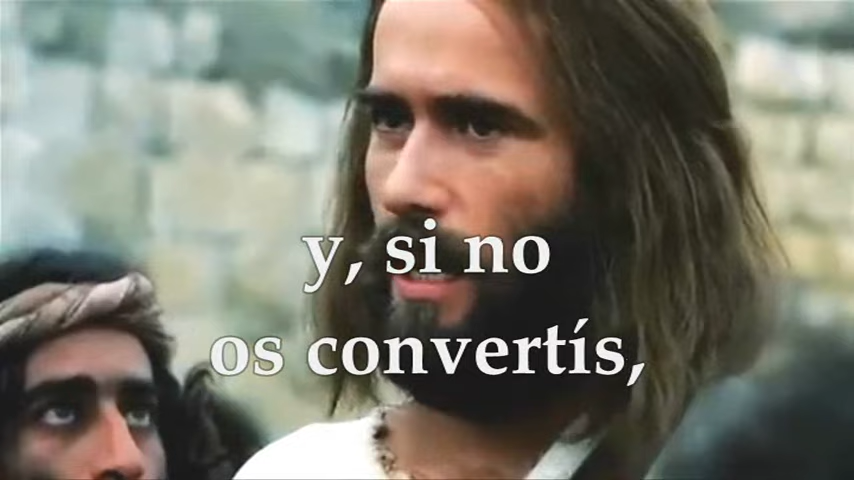 y, si no
os convertís,